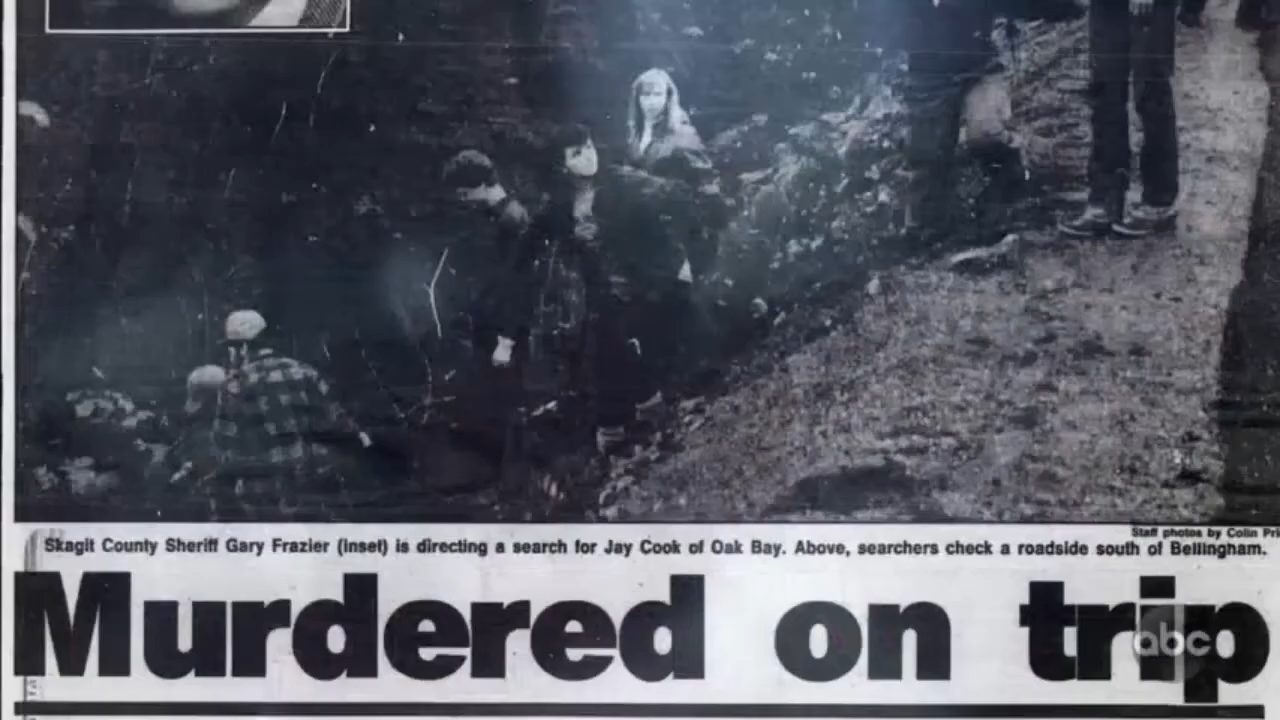 Staff photos by Colin Pri
Skagit County Sheriff Gary Frazier (inset) is directing a search for Jay Cook of Oak Bay. Above, searchers check a roadside south of Bellingham.
Murdered on trip
abc